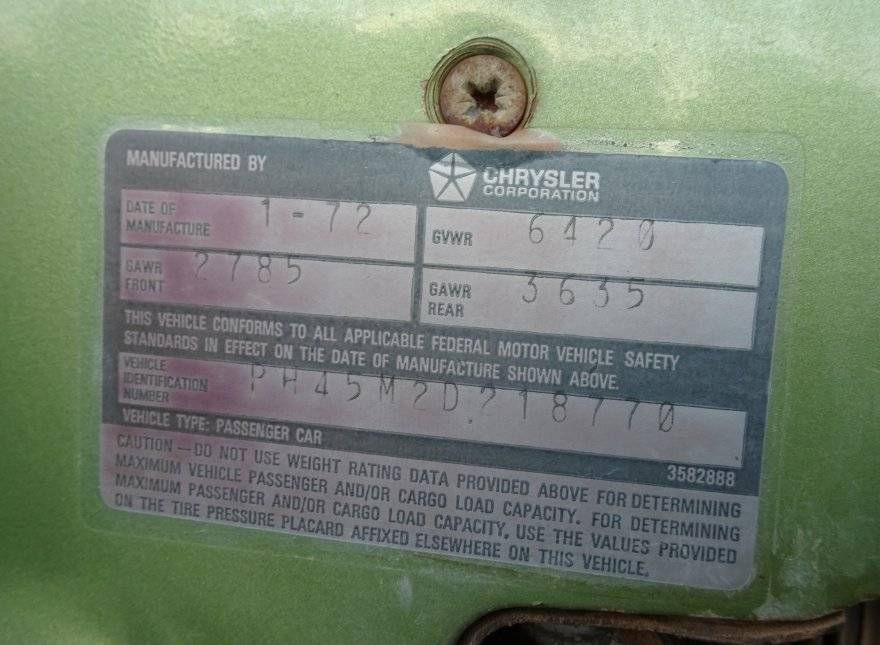 MANUFACTURED BY
CHRYSLER
CORPORATION
DATE OF
MANUFACTURE
1-72
GVWR
6420
GAWR
FRONT
2785
GAWR
REAR
3635
THIS VEHICLE CONFORMS TO ALL APPLICABLE FEDERAL MOTOR VEHICLE SAFETY
STANDARDS IN EFFECT ON THE DATE OF MANUFACTURE SHOWN ABOVE.
VEHICLE
IDENTIFICATION
NUMBER
PH45M2D218770
VEHICLE TYPE: PASSENGER CAR
3582888
CAUTION—DO NOT USE WEIGHT RATING DATA PROVIDED ABOVE FOR DETERMINING
MAXIMUM VEHICLE PASSENGER AND/OR CARGO LOAD CAPACITY. FOR DETERMINING
MAXIMUM PASSENGER AND/OR CARGO LOAD CAPACITY, USE THE VALUES PROVIDED
ON THE TIRE PRESSURE PLACARD AFFIXED ELSEWHERE ON THIS VEHICLE.